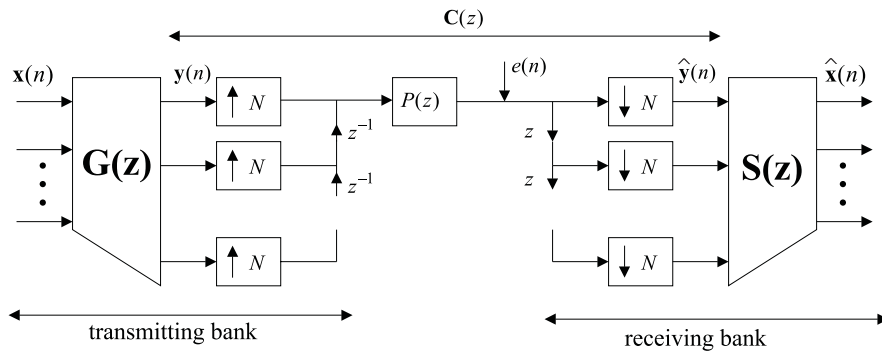 C(z)
x(n)
y(n)
e(n)
ŷ(n)
x̂(n)
N
P(z)
N
z⁻¹
z
G(z)
N
N
S(z)
z⁻¹
z
N
N
transmitting bank
receiving bank